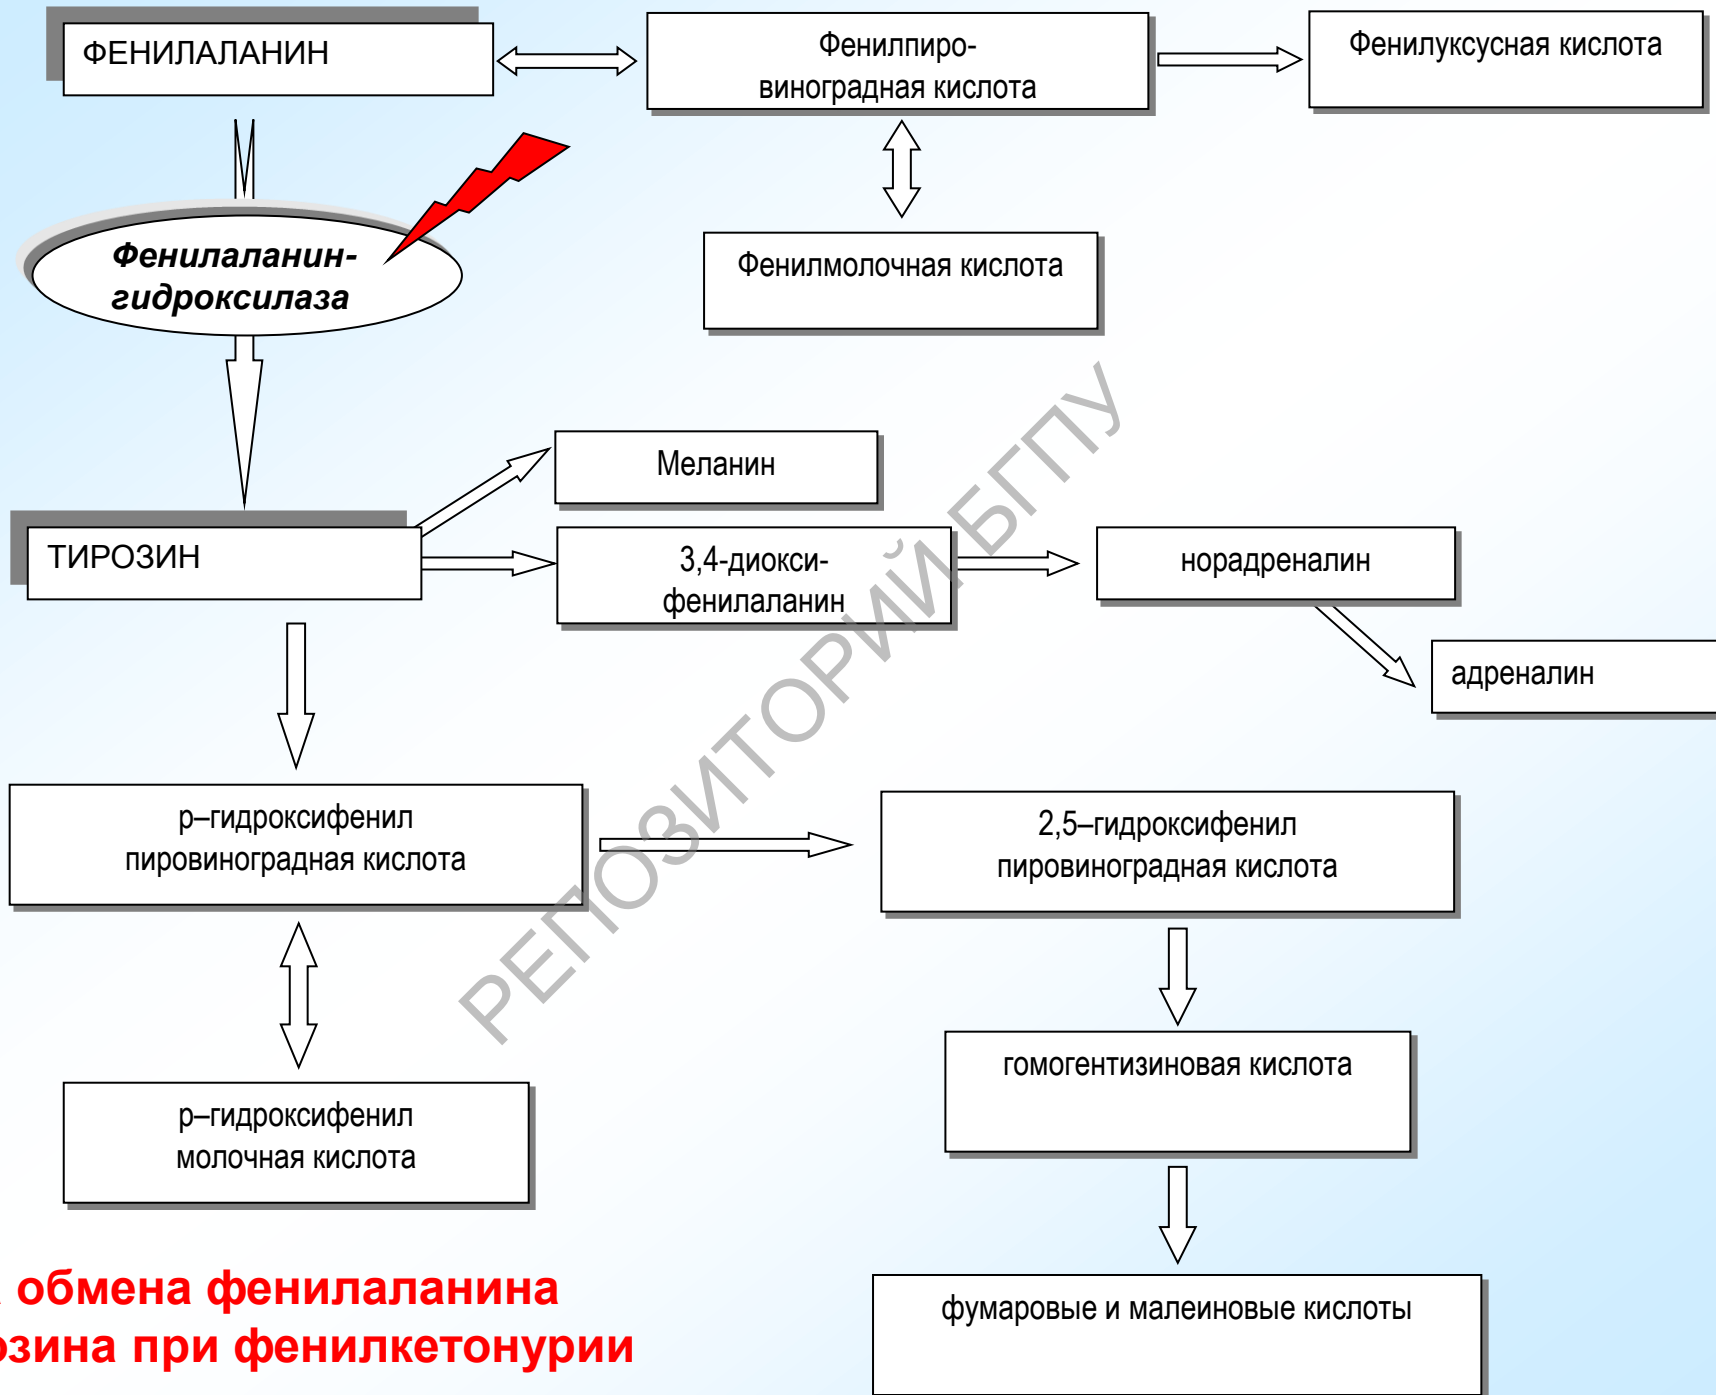 ФЕНИЛАЛАНИН
Фенилпиро-
виноградная кислота
Фенилуксусная кислота
Фенилаланин-
гидроксилаза
Фенилмолочная кислота
Меланин
ТИРОЗИН
3,4-диокси-
фенилаланин
норадреналин
адреналин
р–гидроксифенил
пировиноградная кислота
2,5–гидроксифенил
пировиноградная кислота
гомогентизиновая кислота
р–гидроксифенил
молочная кислота
фумаровые и малеиновые кислоты
обмена фенилаланина
при фенилкетонурии
РЕПОЗИТОРИЙ БГПУ